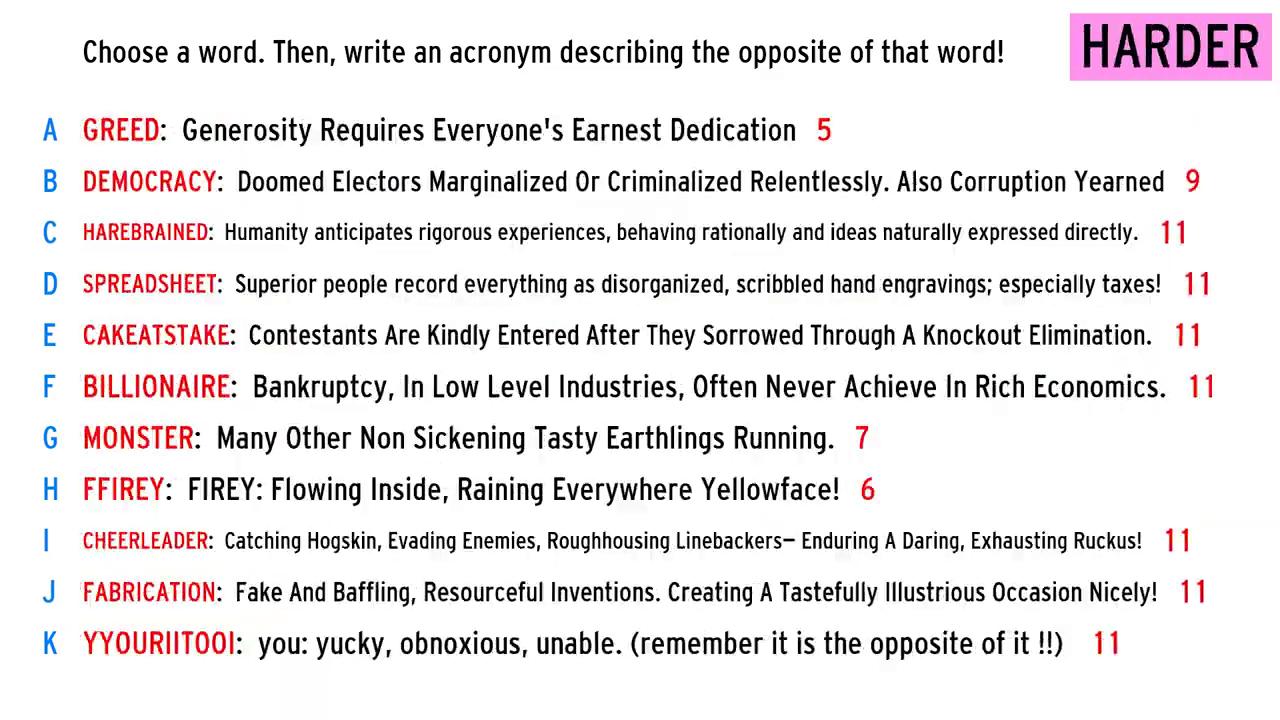 Choose a word. Then, write an acronym describing the opposite of that word!
HARDER
A GREED: Generosity Requires Everyone's Earnest Dedication 5
B DEMOCRACY: Doomed Electors Marginalized Or Criminalized Relentlessly. Also Corruption Yearned 9
C HAREBRAINED: Humanity anticipates rigorous experiences, behaving rationally and ideas naturally expressed directly. 11
D SPREADSHEET: Superior people record everything as disorganized, scribbled hand engravings; especially taxes! 11
E CAKEATSTAKE: Contestants Are Kindly Entered After They Sorrowed Through A Knockout Elimination. 11
F BILLIONAIRE: Bankruptcy, In Low Level Industries, Often Never Achieve In Rich Economics. 11
G MONSTER: Many Other Non Sickening Tasty Earthlings Running. 7
H FFIREY: FIREY: Flowing Inside, Raining Everywhere Yellowface! 6
I CHEERLEADER: Catching Hogskin, Evading Enemies, Roughhousing Linebackers— Enduring A Daring, Exhausting Ruckus! 11
J FABRICATION: Fake And Baffling, Resourceful Inventions. Creating A Tastefully Illustrious Occasion Nicely! 11
K YYOURIITOOI: you: yucky, obnoxious, unable. (remember it is the opposite of it !!) 11